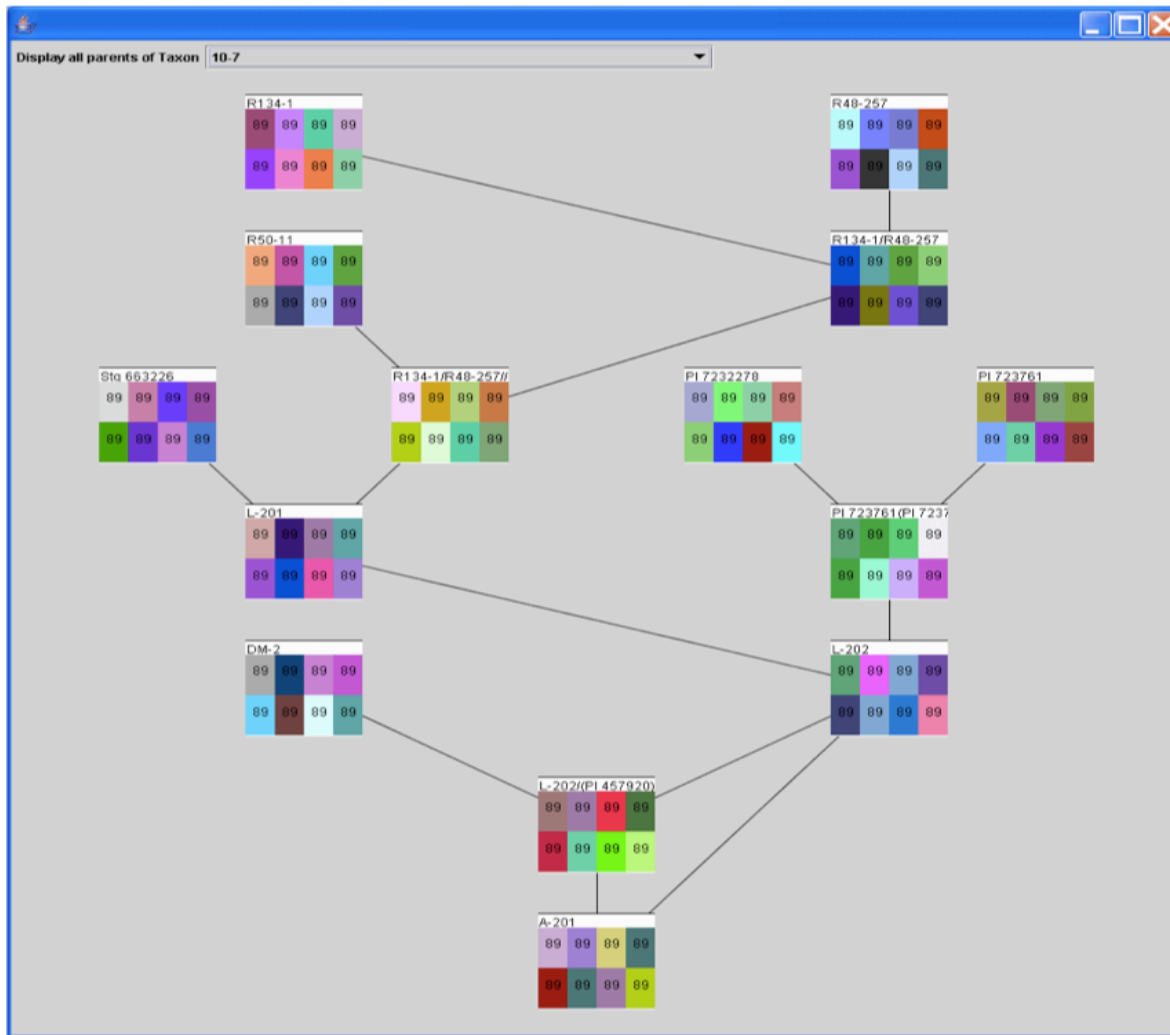 Display all parents of Taxon 10-7
R134-1
89 89 89 89
89 89 89 89
R48-257
89 89 89 89
89 89 89 89
R50-11
89 89 89 89
89 89 89 89
R134-1/R48-257
89 89 89 89
89 89 89 89
Stg 663226
89 89 89 89
89 89 89 89
R134-1/R48-257//
89 89 89 89
89 89 89 89
PI 7232278
89 89 89 89
89 89 89 89
PI 723761
89 89 89 89
89 89 89 89
L-201
89 89 89 89
89 89 89 89
PI 723761(PI 7237
89 89 89 89
89 89 89 89
DM-2
89 89 89 89
89 89 89 89
L-202
89 89 89 89
89 89 89 89
L-202/(PI 457920)
89 89 89 89
89 89 89 89
A-201
89 89 89 89
89 89 89 89